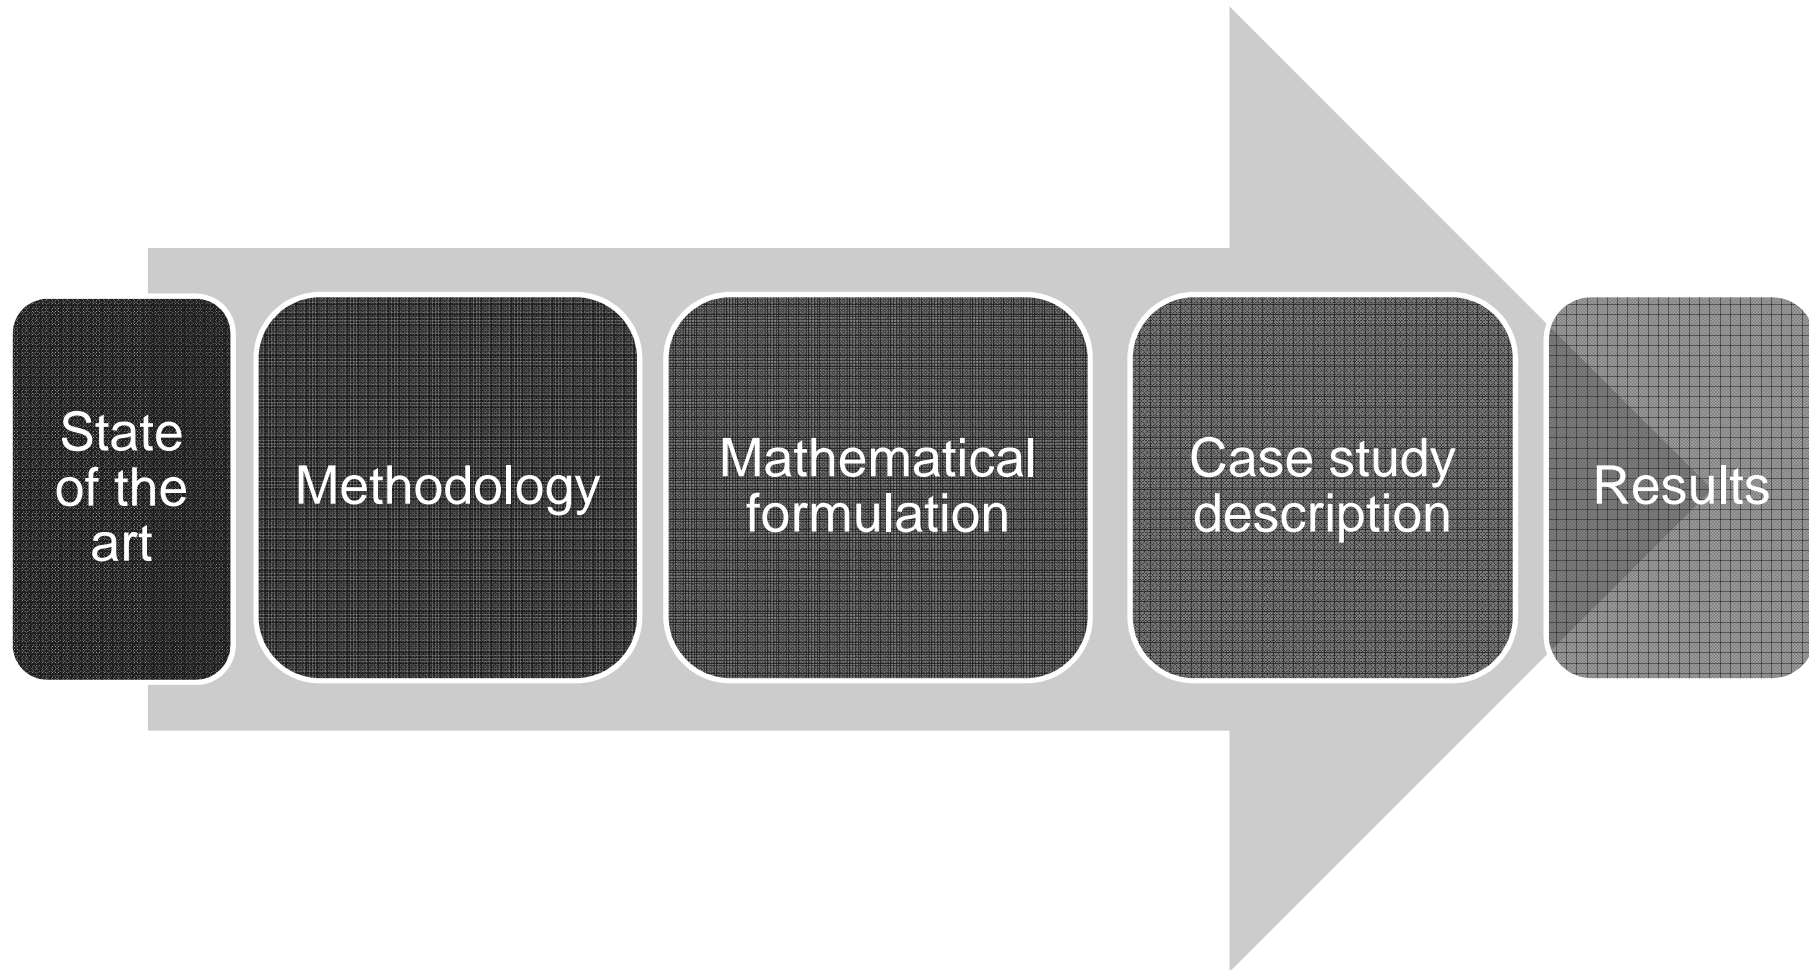 State
of the
art
Methodology
Mathematical
formulation
Case study
description
Results